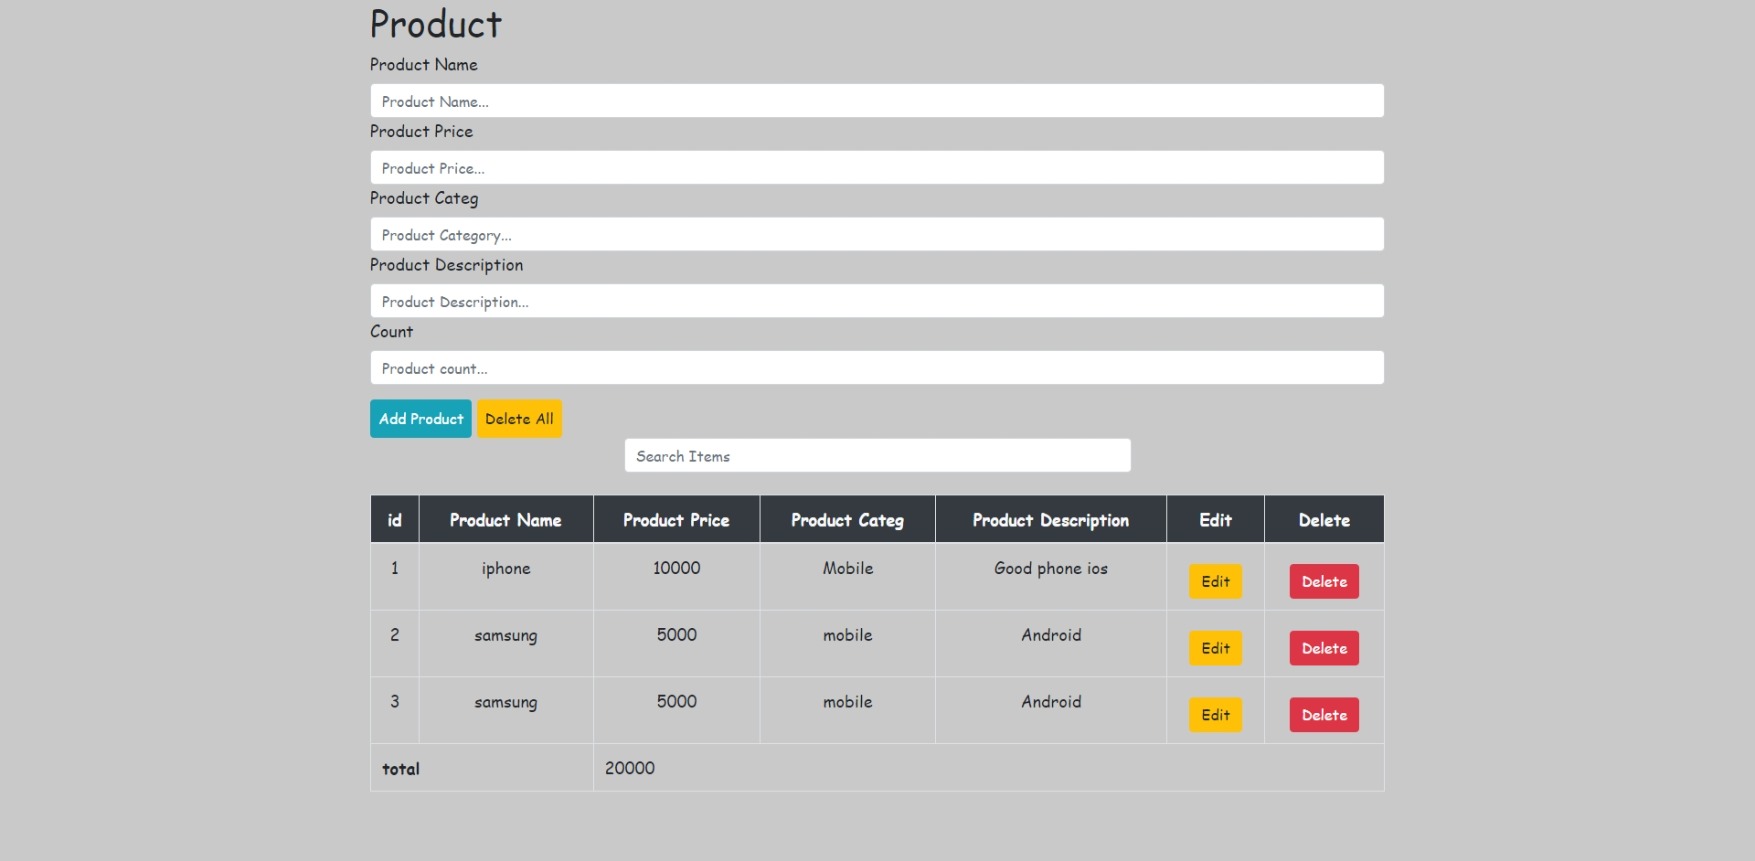 Product
Product Name
Product Name...
Product Price
Product Price...
Product Categ
Product Category...
Product Description
Product Description...
Count
Product count...
Add Product Delete All
Search Items
id Product Name Product Price Product Categ Product Description Edit Delete
1 iphone 10000 Mobile Good phone ios Edit Delete
2 samsung 5000 mobile Android Edit Delete
3 samsung 5000 mobile Android Edit Delete
total 20000